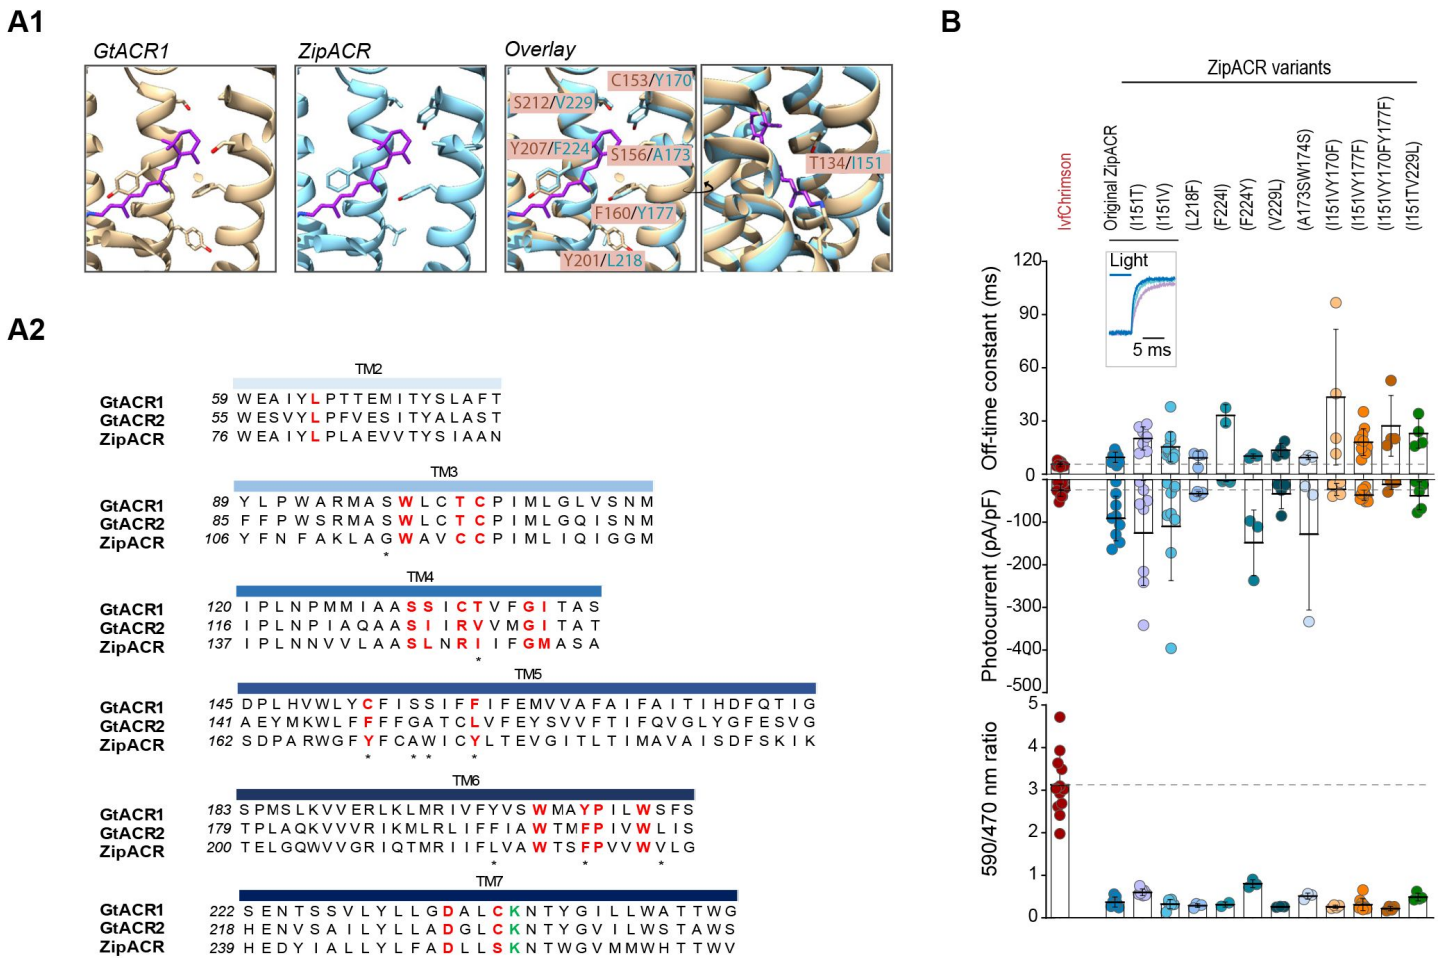 A1
GtACR1
ZipACR
Overlay
C153/Y170
S212/V229
Y207/F224
S156/A173
T134/I151
F160/Y177
Y201/L218
A2
TM2
GtACR1 59 W E A I Y L P T T E M I T Y S L A F T
GtACR2 55 W E S V Y L P F V E S I T Y A L A S T
ZipACR 76 W E A I Y L P L A E V V T Y S I A A N
TM3
GtACR1 89 Y L P W A R M A S W L C T C P I M L G L V S N M
GtACR2 85 F F P W S R M A S W L C T C P I M L G Q I S N M
ZipACR 106 Y F N F A K L A G W A V C C P I M L I Q I G G M
*
TM4
GtACR1 120 I P L N P M M I A A S S I C T V F G I T A S
GtACR2 116 I P L N P I A Q A A S I I R V V M G I T A T
ZipACR 137 I P L N N V V L A A S L N R I I F G M A S A
*
TM5
GtACR1 145 D P L H V W L Y C F I S S I F F I F E M V V A F A I F A I T I H D F Q T I G
GtACR2 141 A E Y M K W L F F F F G A T C L V F E Y S V V F T I F Q V G L Y G F E S V G
ZipACR 162 S D P A R W G F Y F C A W I C Y L T E V G I T L T I M A V A I S D F S K I K
* * * *
TM6
GtACR1 183 S P M S L K V V E R L K L M R I V F Y V S W M A Y P I L W S F S
GtACR2 179 T P L A Q K V V V R I K M L R L I F F I A W T M F P I V W L I S
ZipACR 200 T E L G Q W V V G R I Q T M R I I F L V A W T S F P V V W V L G
* * *
TM7
GtACR1 222 S E N T S S V L Y L L G D A L C K N T Y G I L L W A T T W G
GtACR2 218 H E N V S A I L Y L A D G L C K N T Y G V I L W S T A W S
ZipACR 239 H E D Y I A L L Y L F A D L L S K N T W G V M M W H T T W V
B
ZipACR variants
IvfChrimson
Original ZipACR
(I151T)
(I151V)
(L218F)
(F224I)
(F224Y)
(V229L)
(A173SW174S)
(I151VY170F)
(I151VY177F)
(I151VY170FY177F)
(I151TV229L)
Light
5 ms
Off-time constant (ms)
120
90
60
30
0
Photocurrent (pA/pF)
-100
-200
-300
-400
-500
590/470 nm ratio
5
4
3
2
1
0